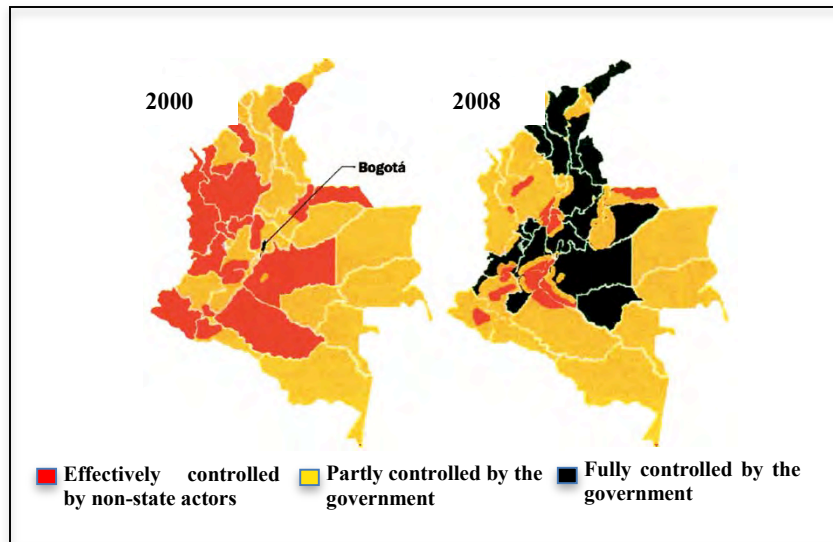 2000
2008
Bogotá
Effectively controlled
by non-state actors
Partly controlled by the
government
Fully controlled by the
government